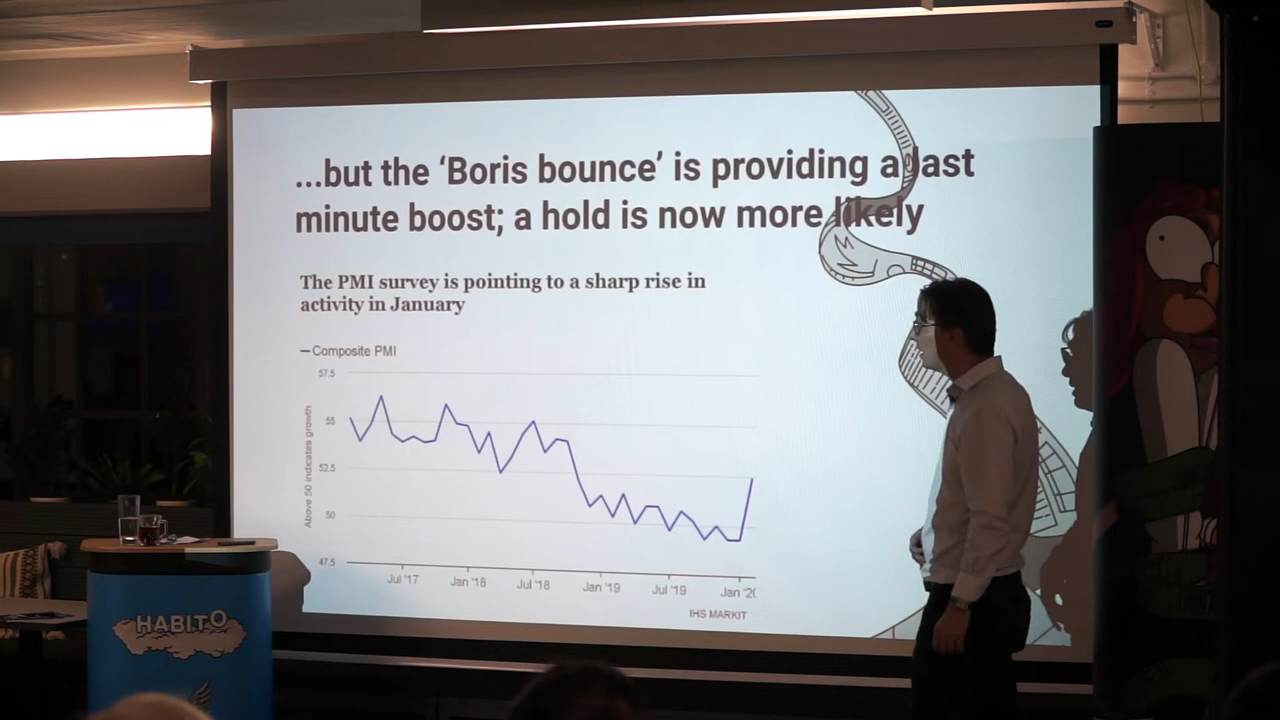 ...but the ‘Boris bounce’ is providing a last
minute boost; a hold is now more likely
The PMI survey is pointing to a sharp rise in
activity in January
Composite PMI
57.5
55
52.5
50
47.5
Above 50 indicates growth
Jul '17
Jan '18
Jul '18
Jan '19
Jul '19
Jan '20
IHS MARKIT
HABITO